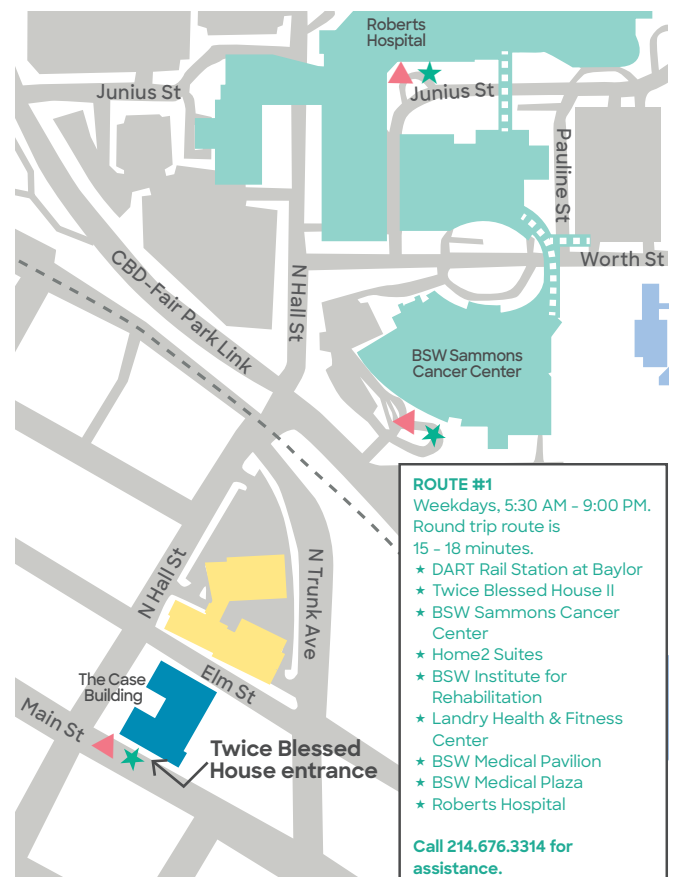 Roberts
Hospital
Junius St
Junius St
Pauline St
Worth St
CBD-Fair Park Link
N Hall St
BSW Sammons
Cancer Center
N Hall St
N Trunk Ave
Elm St
The Case
Building
Main St
Twice Blessed
House entrance
ROUTE #1
Weekdays, 5:30 AM - 9:00 PM.
Round trip route is
15 - 18 minutes.
★ DART Rail Station at Baylor
★ Twice Blessed House II
★ BSW Sammons Cancer
Center
★ Home2 Suites
★ BSW Institute for
Rehabilitation
★ Landry Health & Fitness
Center
★ BSW Medical Pavilion
★ BSW Medical Plaza
★ Roberts Hospital
Call 214.676.3314 for
assistance.